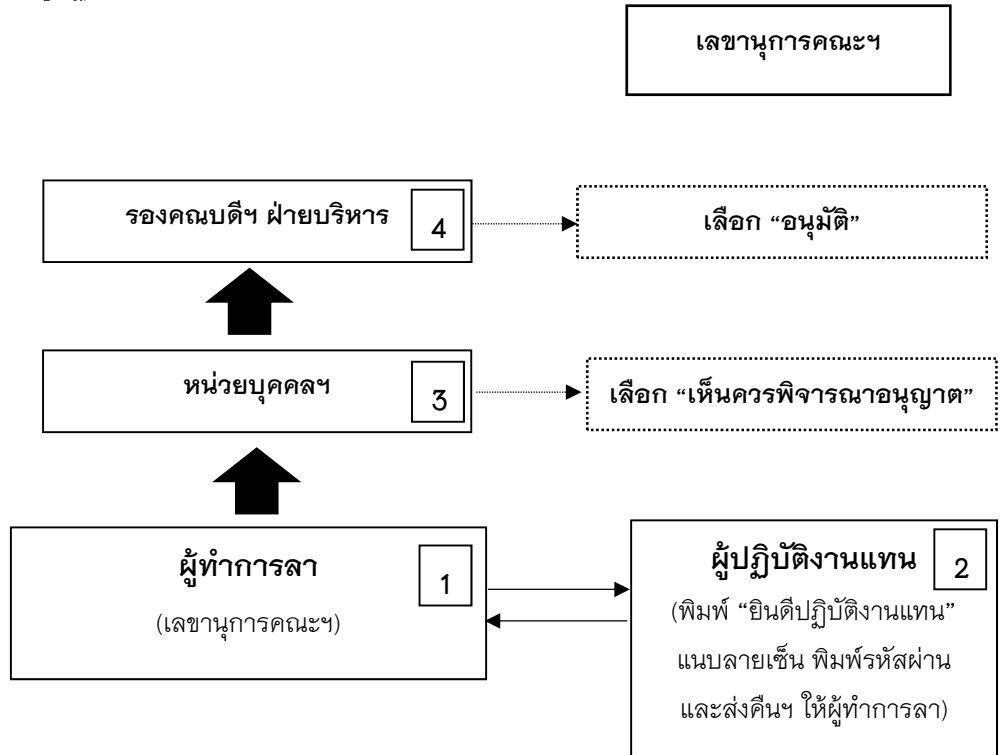 เลขานุการคณะฯ
รองคณบดีฯ ฝ่ายบริหาร
4
เลือก “อนุมัติ”
หน่วยบุคคลฯ
3
เลือก “เห็นควรพิจารณาอนุญาต”
ผู้ทำการลา
1
(เลขานุการคณะฯ)
ผู้ปฏิบัติงานแทน
2
(พิมพ์ “ยินดีปฏิบัติงานแทน”
แนบลายเซ็น พิมพ์รหัสผ่าน
และส่งคืนฯ ให้ผู้ทำการลา)